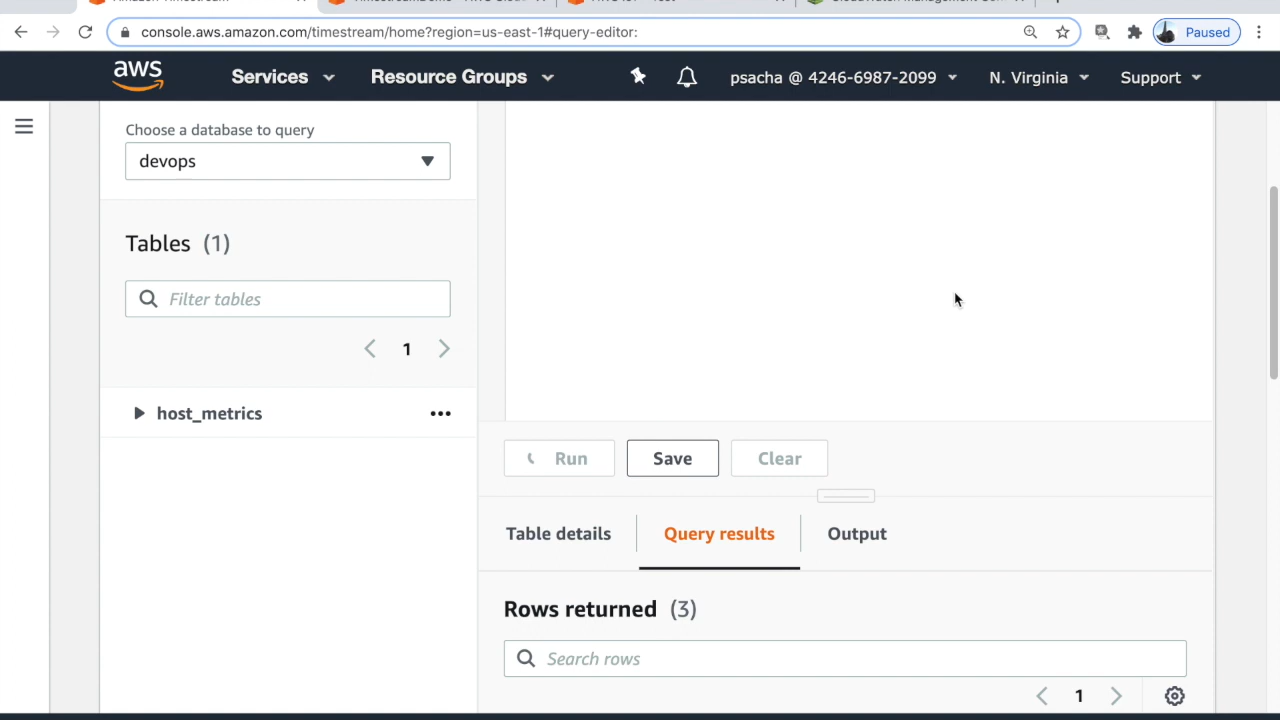 console.aws.amazon.com/timestream/home?region=us-east-1#query-editor:
Paused
aws
Services
Resource Groups
psacha @ 4246-6987-2099
N. Virginia
Support
Choose a database to query
devops
Tables (1)
Filter tables
1
host_metrics
Run
Save
Clear
Table details
Query results
Output
Rows returned (3)
Search rows
1